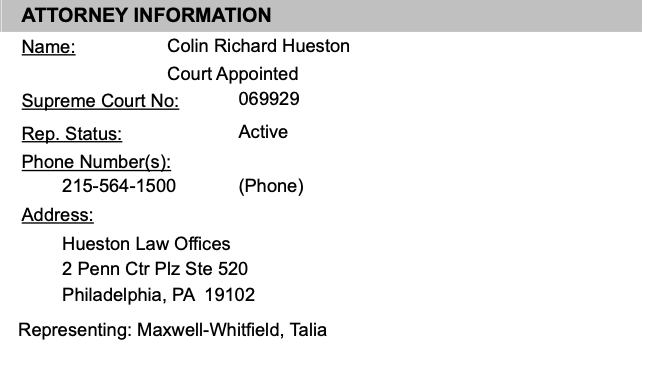 ATTORNEY INFORMATION
Name: Colin Richard Hueston
Court Appointed
Supreme Court No: 069929
Rep. Status: Active
Phone Number(s):
215-564-1500 (Phone)
Address:
Hueston Law Offices
2 Penn Ctr Plz Ste 520
Philadelphia, PA 19102
Representing: Maxwell-Whitfield, Talia